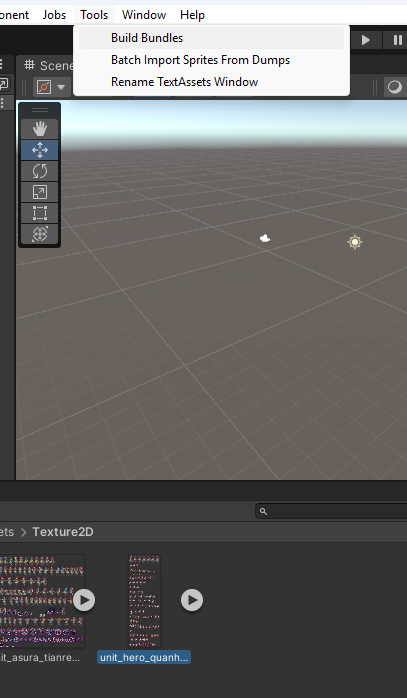 onent Jobs Tools Window Help
Build Bundles
Batch Import Sprites From Dumps
Rename TextAssets Window
Scene
ets > Texture2D
it_asura_tianre...
unit_hero_quanh...